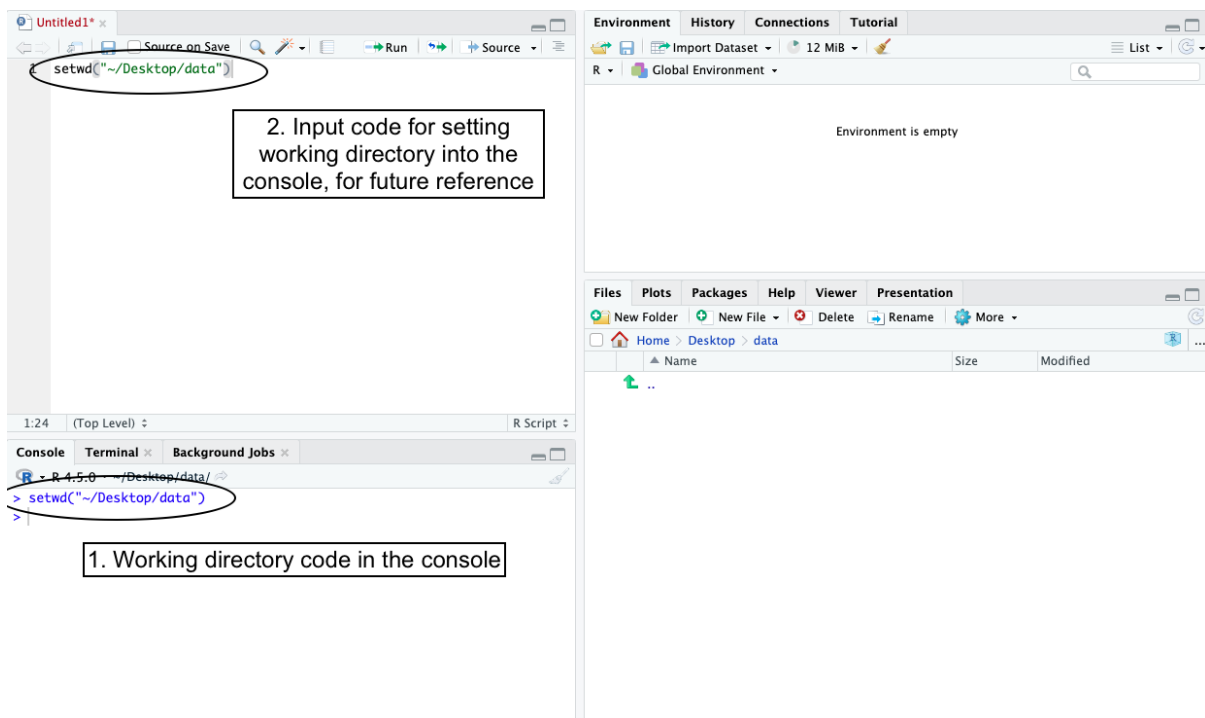 Untitled1*
Source on Save Run Source
1 setwd("~/Desktop/data")
2. Input code for setting
working directory into the
console, for future reference
1:24 (Top Level) R Script
Console Terminal Background Jobs
R 4.5.0 · ~/Desktop/data/
> setwd("~/Desktop/data")
>
1. Working directory code in the console
Environment History Connections Tutorial
Import Dataset 12 MiB List
R Global Environment
Environment is empty
Files Plots Packages Help Viewer Presentation
New Folder New File Delete Rename More
Home > Desktop > data R ...
Name Size Modified
..